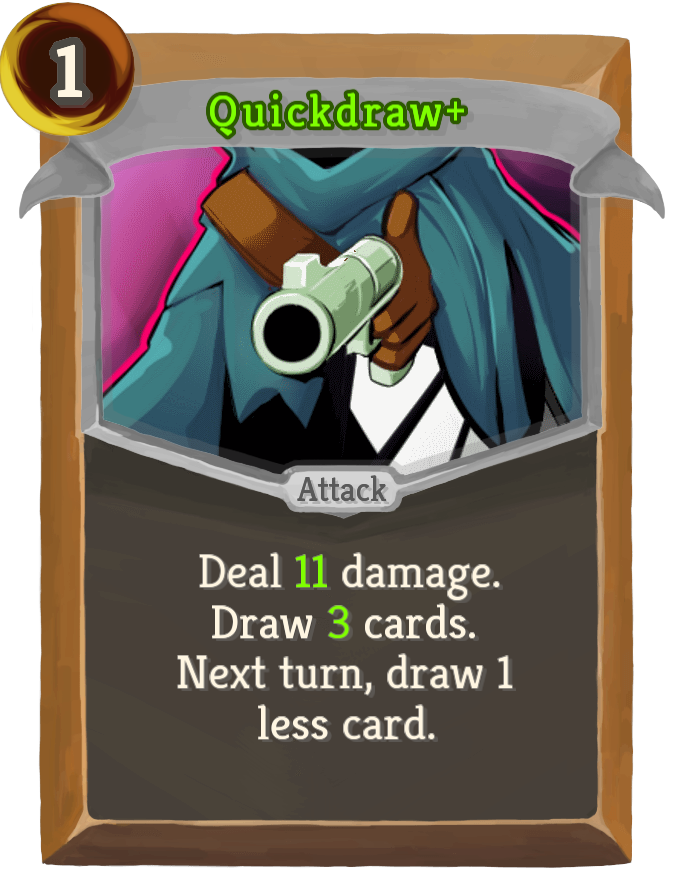 1
Quickdraw+
Attack
Deal 11 damage.
Draw 3 cards.
Next turn, draw 1
less card.